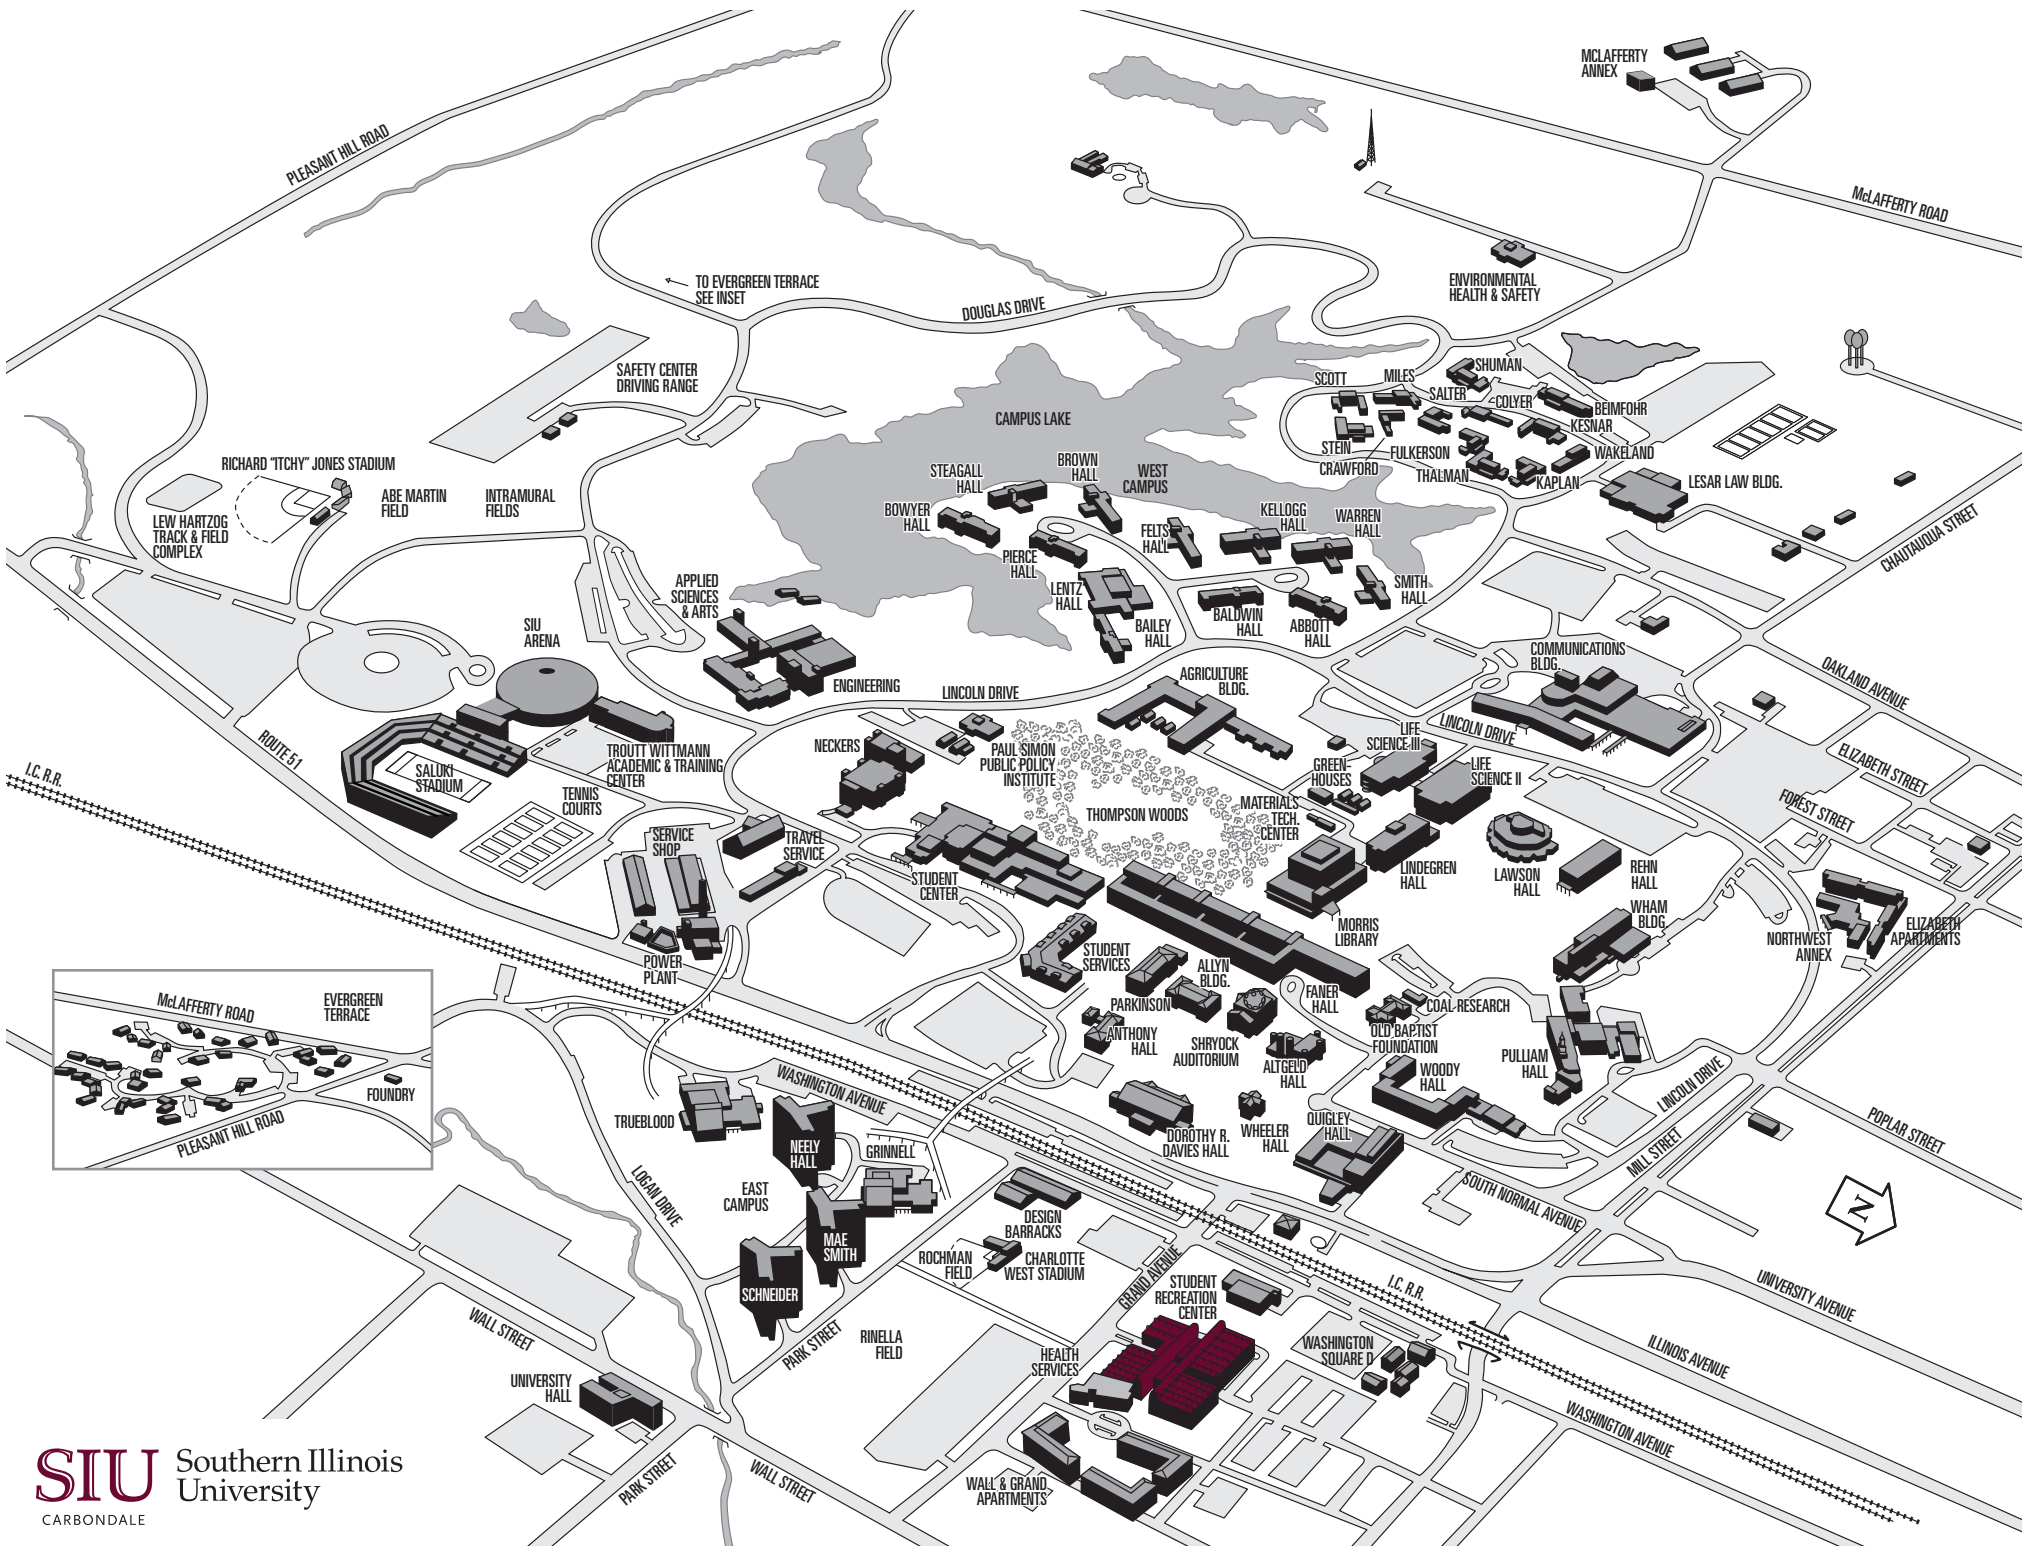 MCLAFFERTY
ANNEX
PLEASANT HILL ROAD
McLAFFERTY ROAD
TO EVERGREEN TERRACE
SEE INSET
ENVIRONMENTAL
HEALTH & SAFETY
DOUGLAS DRIVE
SAFETY CENTER
DRIVING RANGE
CAMPUS LAKE
SCOTT
MILES
SHUMAN
SALTER
COLYER
BEIMFOHR
KESNAR
STEIN
CRAWFORD
FULKERSON
WAKELAND
THALMAN
KAPLAN
LESAR LAW BLDG.
RICHARD “ITCHY” JONES STADIUM
ABE MARTIN
FIELD
INTRAMURAL
FIELDS
LEW HARTZOG
TRACK & FIELD
COMPLEX
STEAGALL
HALL
BROWN
HALL
WEST
CAMPUS
BOWYER
HALL
PIERCE
HALL
FELTS
HALL
KELLOGG
HALL
WARREN
HALL
LENTZ
HALL
SMITH
HALL
BAILEY
HALL
BALDWIN
HALL
ABBOTT
HALL
CHAUTAUQUA STREET
APPLIED
SCIENCES
& ARTS
SIU
ARENA
ENGINEERING
LINCOLN DRIVE
AGRICULTURE
BLDG.
COMMUNICATIONS
BLDG.
OAKLAND AVENUE
LINCOLN DRIVE
ELIZABETH STREET
FOREST STREET
ROUTE 51
I.C. R.R.
SALUKI
STADIUM
TROUTT WITTMANN
ACADEMIC & TRAINING
CENTER
TENNIS
COURTS
NECKERS
PAUL SIMON
PUBLIC POLICY
INSTITUTE
THOMPSON WOODS
LIFE
SCIENCE III
LIFE
SCIENCE II
GREEN-
HOUSES
MATERIALS
TECH.
CENTER
SERVICE
SHOP
TRAVEL
SERVICE
STUDENT
CENTER
LINDEGREN
HALL
LAWSON
HALL
REHN
HALL
MORRIS
LIBRARY
WHAM
BLDG.
NORTHWEST
ANNEX
ELIZABETH
APARTMENTS
POWER
PLANT
STUDENT
SERVICES
ALLYN
BLDG.
PARKINSON
FANER
HALL
COAL RESEARCH
OLD BAPTIST
FOUNDATION
ANTHONY
HALL
SHRYOCK
AUDITORIUM
ALTGELD
HALL
WOODY
HALL
PULLIAM
HALL
McLAFFERTY ROAD
EVERGREEN
TERRACE
FOUNDRY
PLEASANT HILL ROAD
WASHINGTON AVENUE
TRUEBLOOD
NEELY
HALL
GRINNELL
DOROTHY R.
DAVIES HALL
WHEELER
HALL
QUIGLEY
HALL
LINCOLN DRIVE
MILL STREET
POPLAR STREET
SOUTH NORMAL AVENUE
LOGAN DRIVE
EAST
CAMPUS
MAE
SMITH
SCHNEIDER
DESIGN
BARRACKS
ROCHMAN
FIELD
CHARLOTTE
WEST STADIUM
GRAND AVENUE
STUDENT
RECREATION
CENTER
I.C. R.R.
N
UNIVERSITY AVENUE
ILLINOIS AVENUE
WASHINGTON AVENUE
WASHINGTON
SQUARE D
WALL STREET
PARK STREET
RINELLA
FIELD
HEALTH
SERVICES
UNIVERSITY
HALL
PARK STREET
WALL STREET
WALL & GRAND
APARTMENTS
SIU
Southern Illinois
University
CARBONDALE